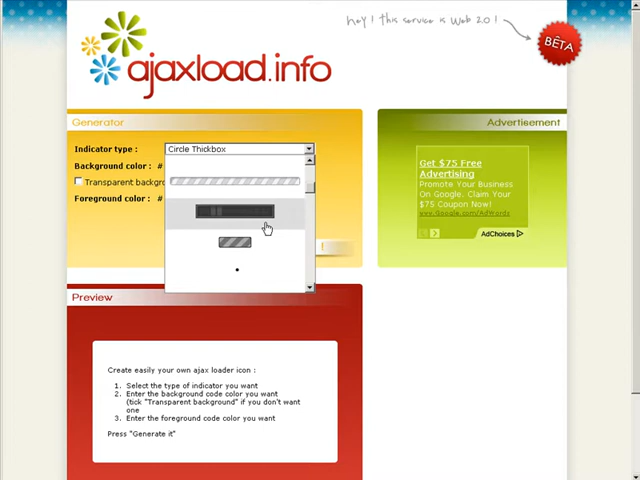 hey! this service is Web 2.0!
BÊTA
ajaxload.info
Generator
Indicator type :
Circle Thickbox
Background color : #
Transparent backgro
Foreground color : #
!
Advertisement
Get $75 Free
Advertising
Promote Your Business
On Google. Claim Your
$75 Coupon Now!
www.Google.com/AdWords
AdChoices
Preview
Create easily your own ajax loader icon :
1. Select the type of indicator you want
2. Enter the background code color you want
(tick "Transparent background" if you don't want
one
3. Enter the foreground code color you want
Press "Generate it"